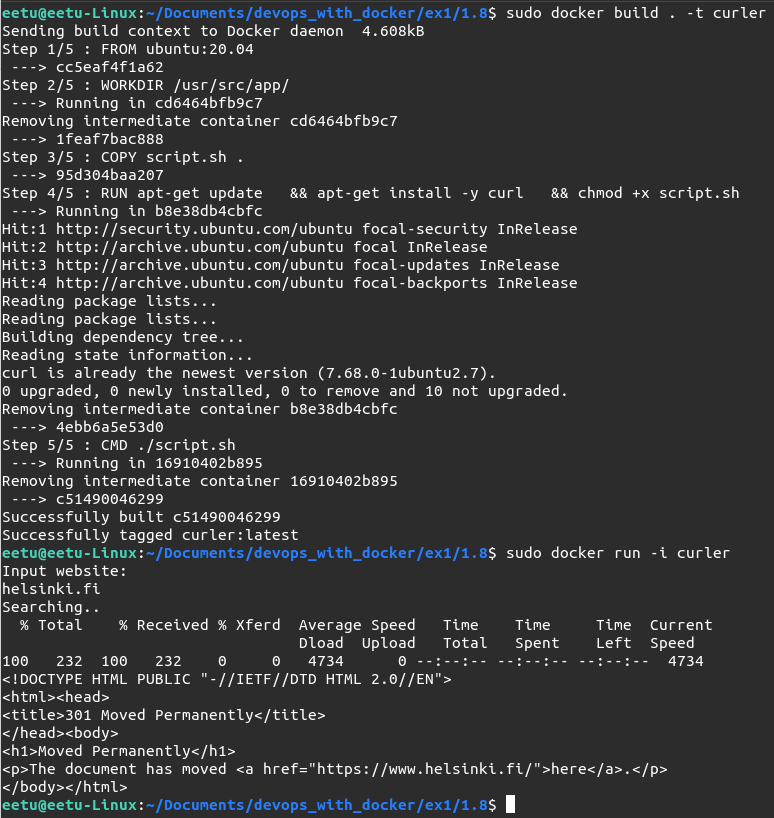 eetu@eetu-Linux:~/Documents/devops_with_docker/ex1/1.8$ sudo docker build . -t curler
Sending build context to Docker daemon  4.608kB
Step 1/5 : FROM ubuntu:20.04
 ---> cc5eaf4f1a62
Step 2/5 : WORKDIR /usr/src/app/
 ---> Running in cd6464bfb9c7
Removing intermediate container cd6464bfb9c7
 ---> 1feaf7bac888
Step 3/5 : COPY script.sh .
 ---> 95d304baa207
Step 4/5 : RUN apt-get update   && apt-get install -y curl   && chmod +x script.sh
 ---> Running in b8e38db4cbfc
Hit:1 http://security.ubuntu.com/ubuntu focal-security InRelease
Hit:2 http://archive.ubuntu.com/ubuntu focal InRelease
Hit:3 http://archive.ubuntu.com/ubuntu focal-updates InRelease
Hit:4 http://archive.ubuntu.com/ubuntu focal-backports InRelease
Reading package lists...
Reading package lists...
Building dependency tree...
Reading state information...
curl is already the newest version (7.68.0-1ubuntu2.7).
0 upgraded, 0 newly installed, 0 to remove and 10 not upgraded.
Removing intermediate container b8e38db4cbfc
 ---> 4ebb6a5e53d0
Step 5/5 : CMD ./script.sh
 ---> Running in 16910402b895
Removing intermediate container 16910402b895
 ---> c51490046299
Successfully built c51490046299
Successfully tagged curler:latest
eetu@eetu-Linux:~/Documents/devops_with_docker/ex1/1.8$ sudo docker run -i curler
Input website:
helsinki.fi
Searching..
  % Total    % Received % Xferd  Average Speed   Time    Time     Time  Current
                                 Dload  Upload   Total   Spent    Left  Speed
100   232  100   232    0     0   4734      0 --:--:-- --:--:-- --:--:--  4734
<!DOCTYPE HTML PUBLIC "-//IETF//DTD HTML 2.0//EN">
<html><head>
<title>301 Moved Permanently</title>
</head><body>
<h1>Moved Permanently</h1>
<p>The document has moved <a href="https://www.helsinki.fi/">here</a>.</p>
</body></html>
eetu@eetu-Linux:~/Documents/devops_with_docker/ex1/1.8$